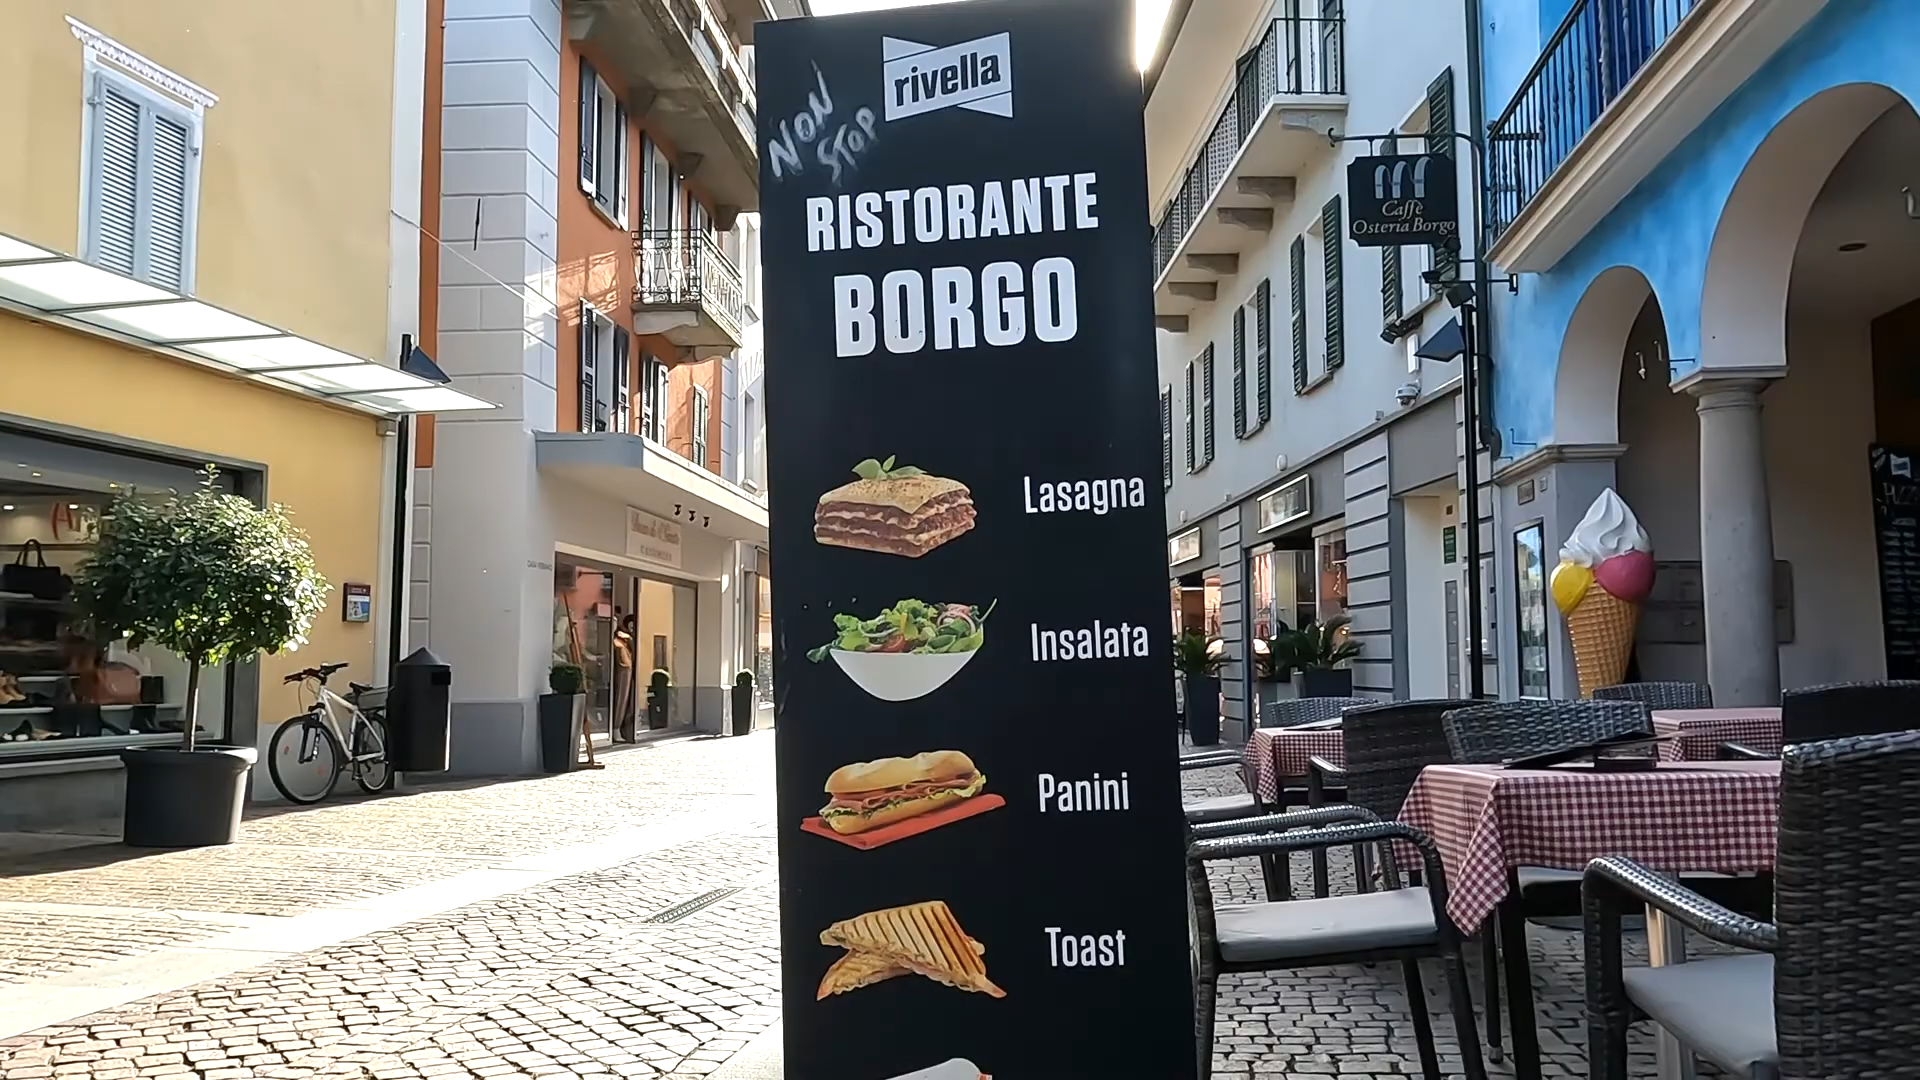 rivella
NON
STOP
RISTORANTE
BORGO
Lasagna
Insalata
Panini
Toast
Caffè
Osteria Borgo